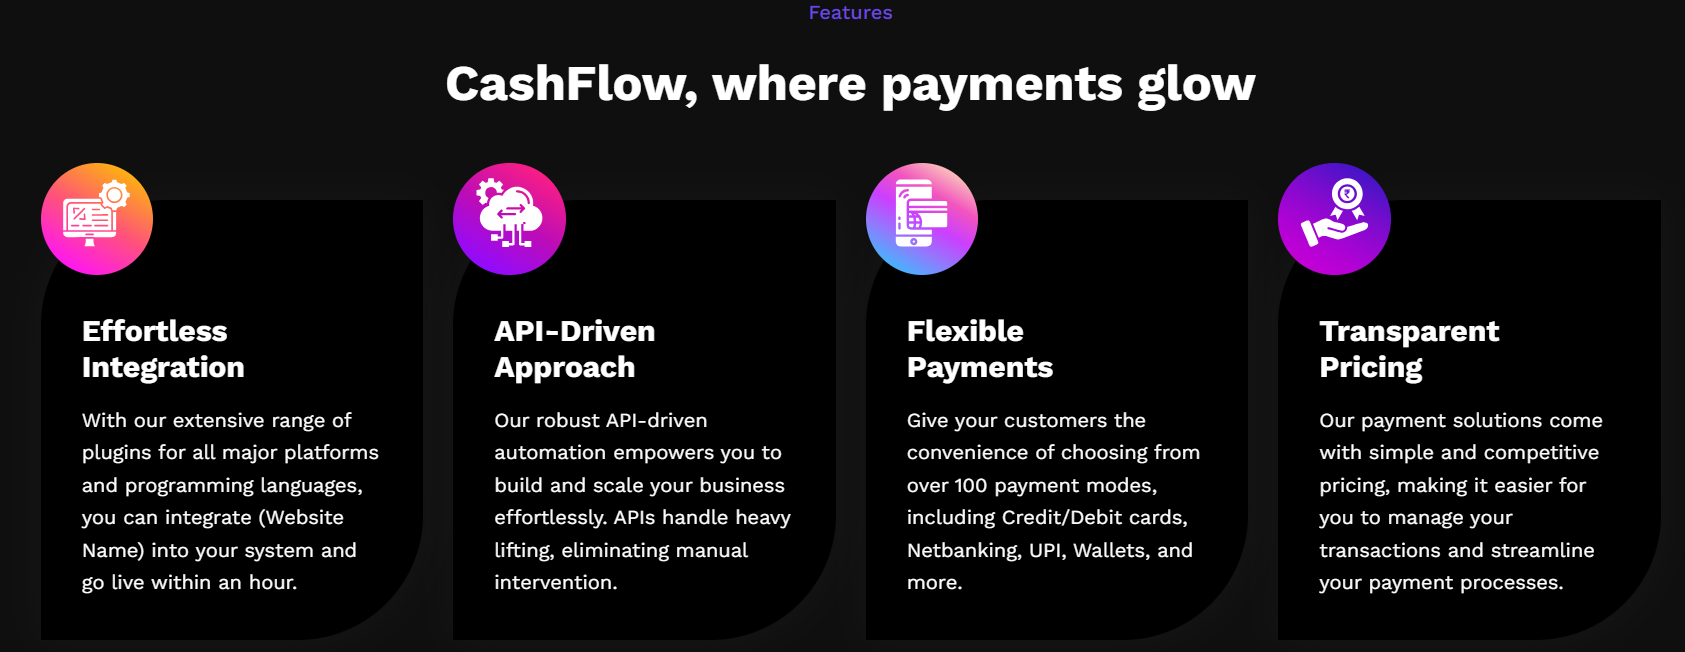 Features
CashFlow, where payments glow
Effortless
Integration
With our extensive range of
plugins for all major platforms
and programming languages,
you can integrate (Website
Name) into your system and
go live within an hour.
API-Driven
Approach
Our robust API-driven
automation empowers you to
build and scale your business
effortlessly. APIs handle heavy
lifting, eliminating manual
intervention.
Flexible
Payments
Give your customers the
convenience of choosing from
over 100 payment modes,
including Credit/Debit cards,
Netbanking, UPI, Wallets, and
more.
₹
Transparent
Pricing
Our payment solutions come
with simple and competitive
pricing, making it easier for
you to manage your
transactions and streamline
your payment processes.